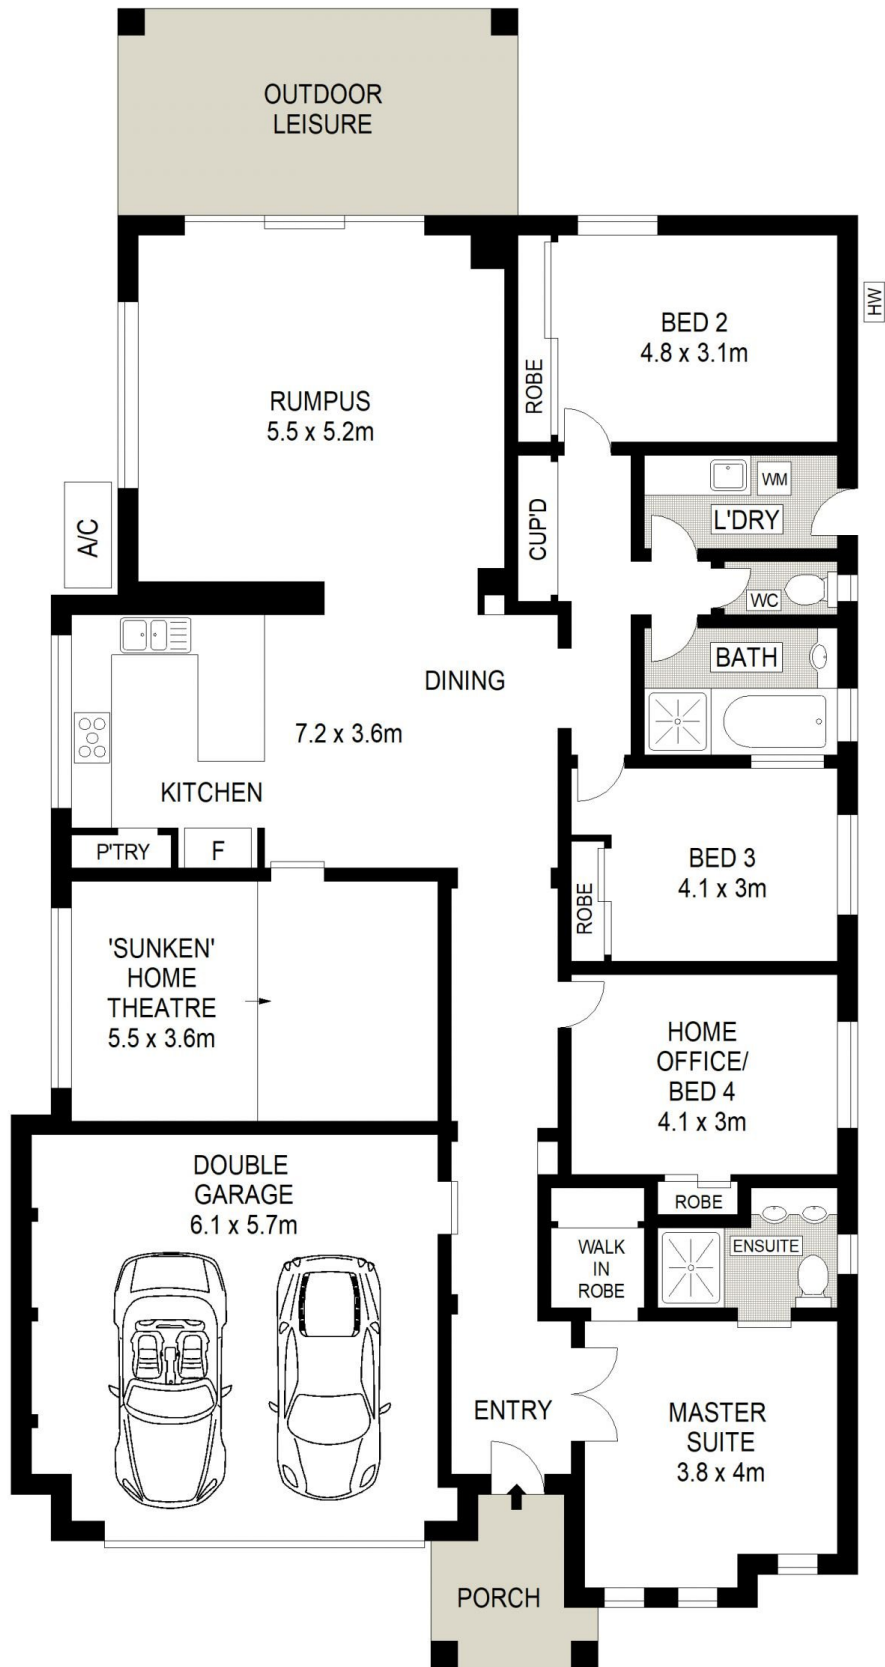 OUTDOOR
LEISURE
BED 2
4.8 x 3.1m
HW
ROBE
RUMPUS
5.5 x 5.2m
A/C
CUP'D
WM
L'DRY
WC
BATH
DINING
7.2 x 3.6m
KITCHEN
P'TRY
F
BED 3
4.1 x 3m
ROBE
'SUNKEN'
HOME
THEATRE
5.5 x 3.6m
HOME
OFFICE/
BED 4
4.1 x 3m
DOUBLE
GARAGE
6.1 x 5.7m
ROBE
WALK
IN
ROBE
ENSUITE
ENTRY
MASTER
SUITE
3.8 x 4m
PORCH